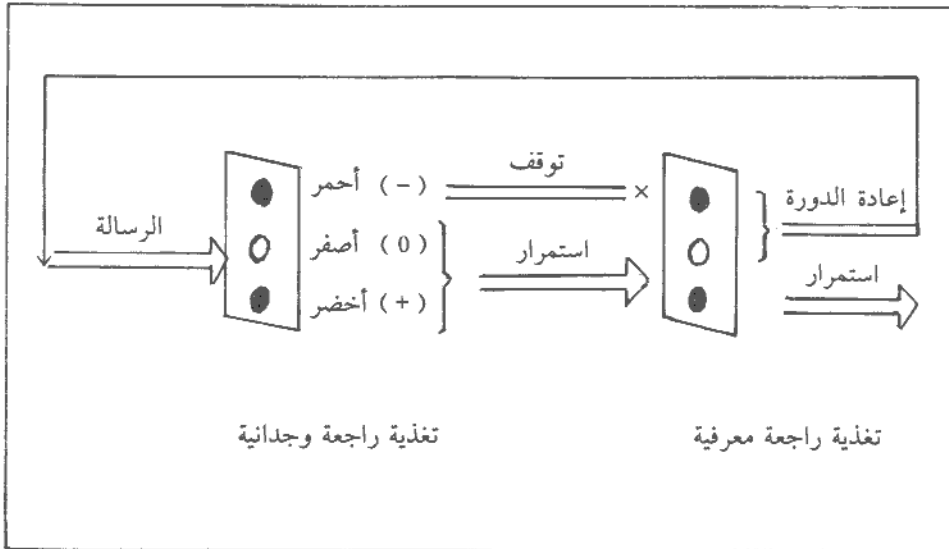 توقف
أحمر (-)
×
إعادة الدورة
الرسالة
أصفر (0)
استمرار
استمرار
أخضر (+)
تغذية راجعة وجدانية
تغذية راجعة معرفية